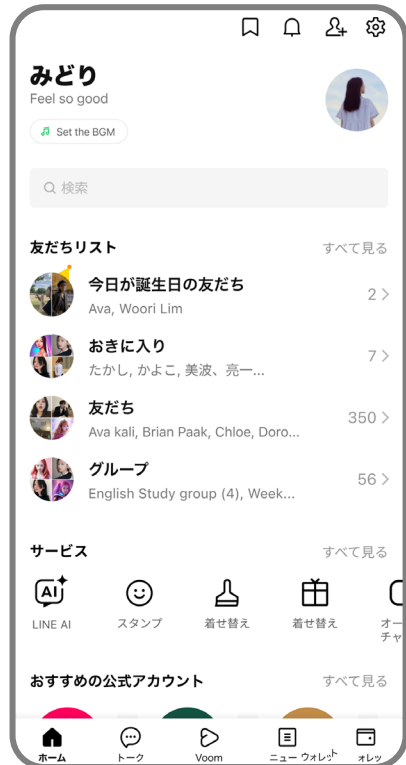 みどり
Feel so good
Set the BGM
検索
友だちリスト すべて見る
今日が誕生日の友だち
Ava, Woori Lim
2
おきに入り
たかし, かよこ, 美波、亮一...
7
友だち
Ava kali, Brian Paak, Chloe, Doro...
350
グループ
English Study group (4), Week...
56
サービス すべて見る
AI
LINE AI スタンプ 着せ替え 着せ替え オー
チャ
おすすめの公式アカウント すべて見る
ホーム トーク Voom ニュー ウォレット ォレッ